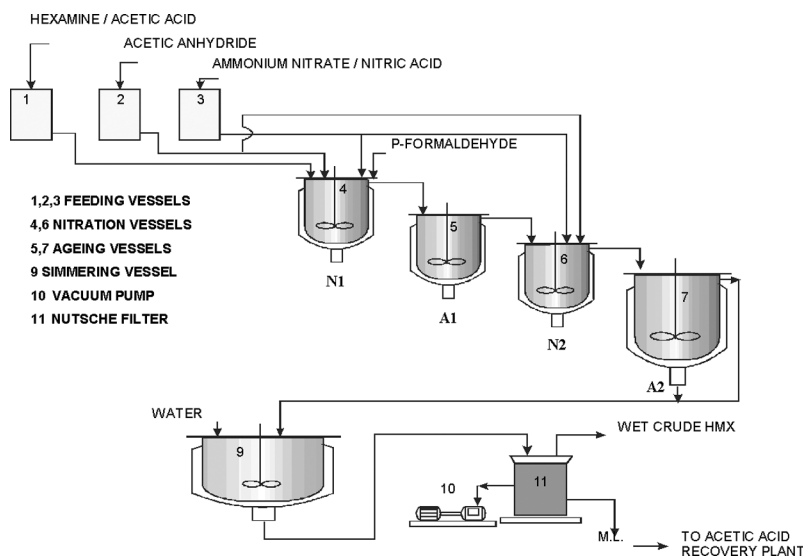 HEXAMINE / ACETIC ACID
ACETIC ANHYDRIDE
AMMONIUM NITRATE / NITRIC ACID
1
2
3
P-FORMALDEHYDE
4
1,2,3 FEEDING VESSELS
4,6 NITRATION VESSELS
5,7 AGEING VESSELS
9 SIMMERING VESSEL
10 VACUUM PUMP
11 NUTSCHE FILTER
5
6
7
N1
A1
N2
A2
WATER
WET CRUDE HMX
9
10
11
M.L.
TO ACETIC ACID
RECOVERY PLANT